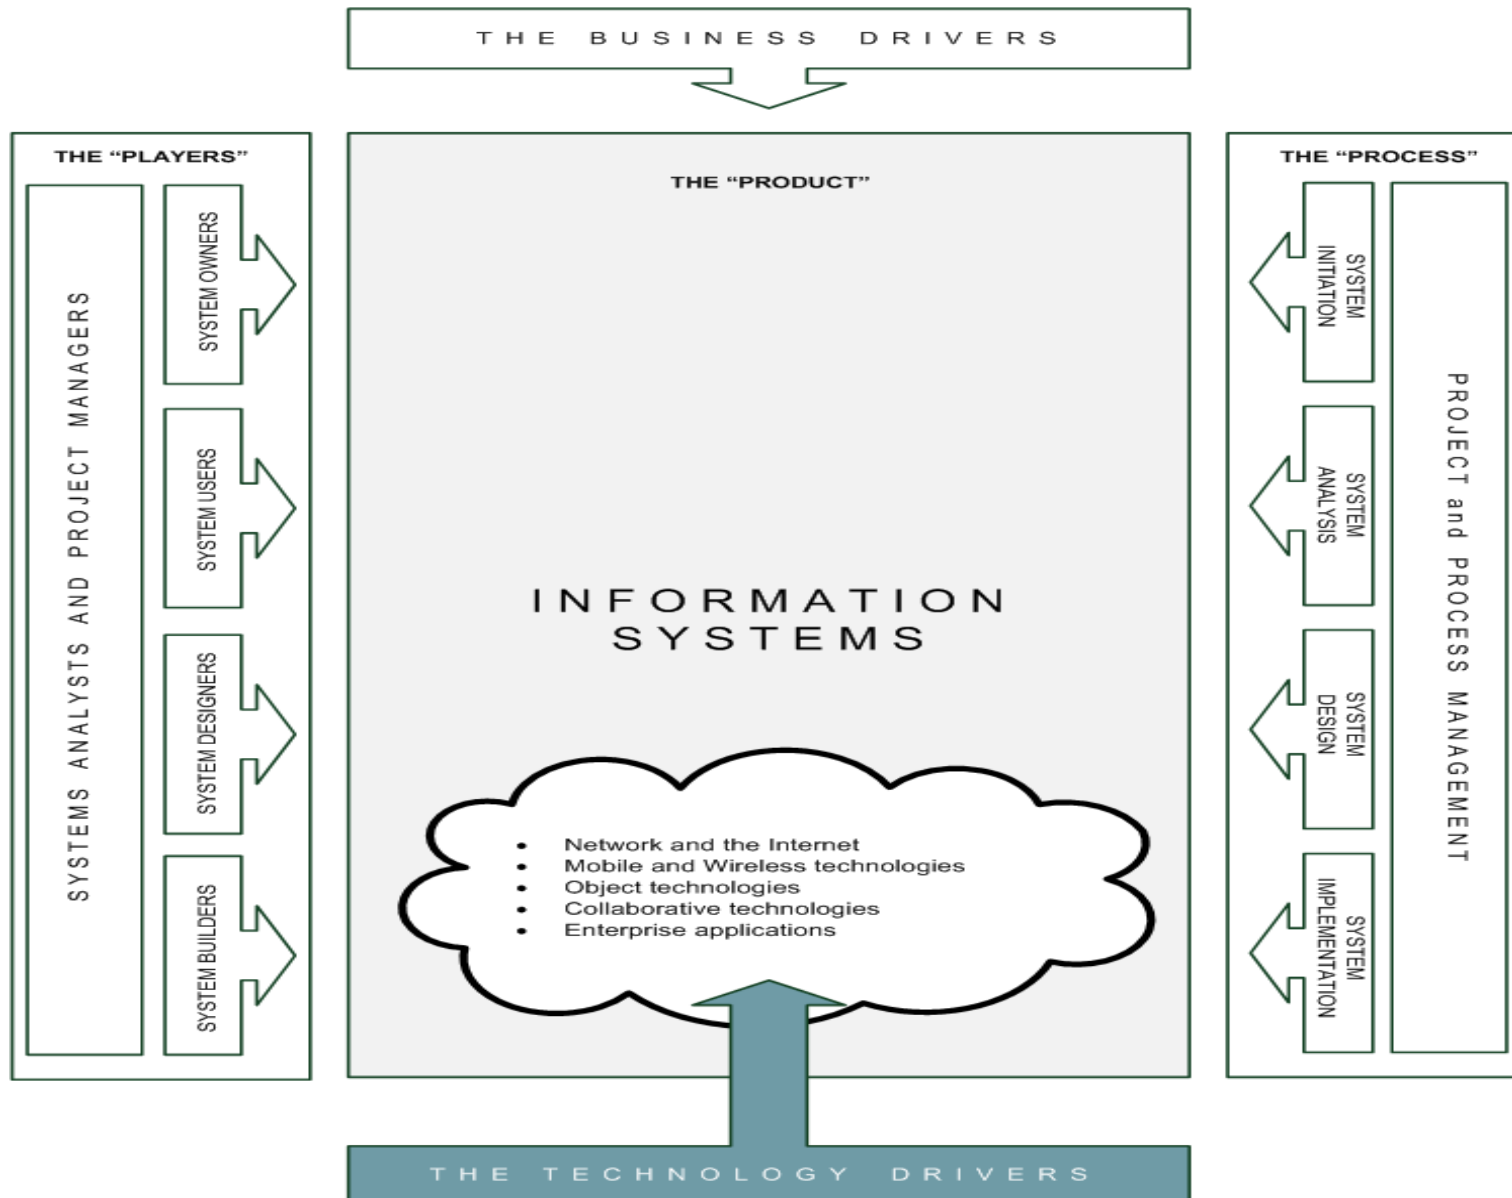 THE BUSINESS DRIVERS
THE “PLAYERS”
SYSTEMS ANALYSTS AND PROJECT MANAGERS
SYSTEM OWNERS
SYSTEM USERS
SYSTEM DESIGNERS
SYSTEM BUILDERS
THE “PRODUCT”
INFORMATION
SYSTEMS
• Network and the Internet
• Mobile and Wireless technologies
• Object technologies
• Collaborative technologies
• Enterprise applications
THE “PROCESS”
SYSTEM
INITIATION
SYSTEM
ANALYSIS
SYSTEM
DESIGN
SYSTEM
IMPLEMENTATION
PROJECT and PROCESS MANAGEMENT
THE TECHNOLOGY DRIVERS